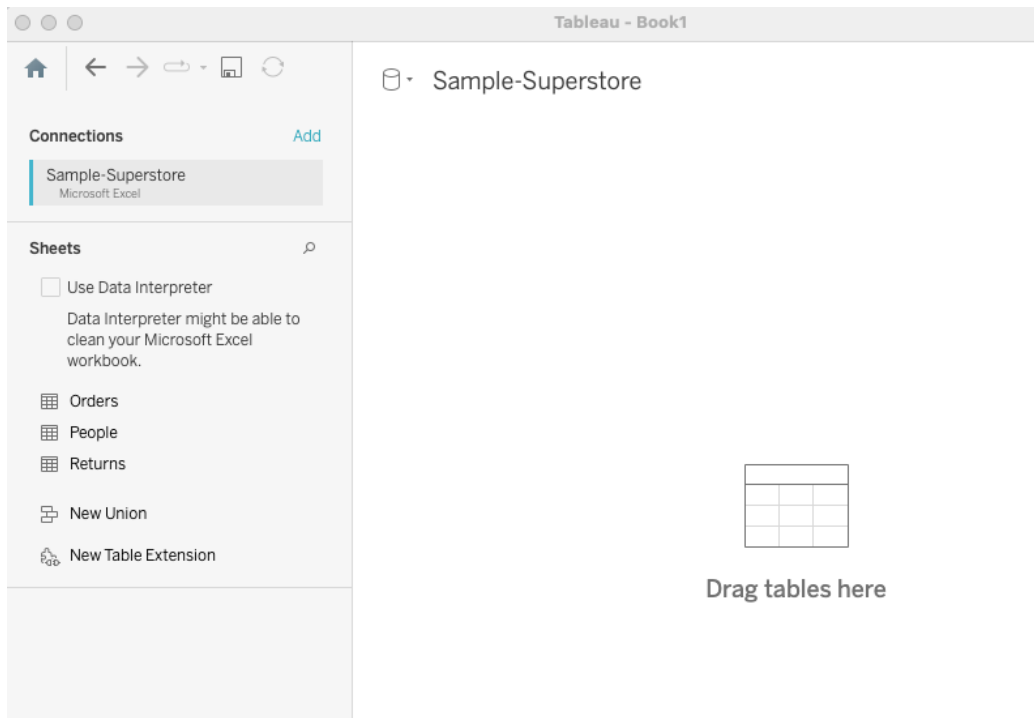 Tableau - Book1
Sample-Superstore
Connections
Add
Sample-Superstore
Microsoft Excel
Sheets
Use Data Interpreter
Data Interpreter might be able to
clean your Microsoft Excel
workbook.
Orders
People
Returns
New Union
New Table Extension
Drag tables here